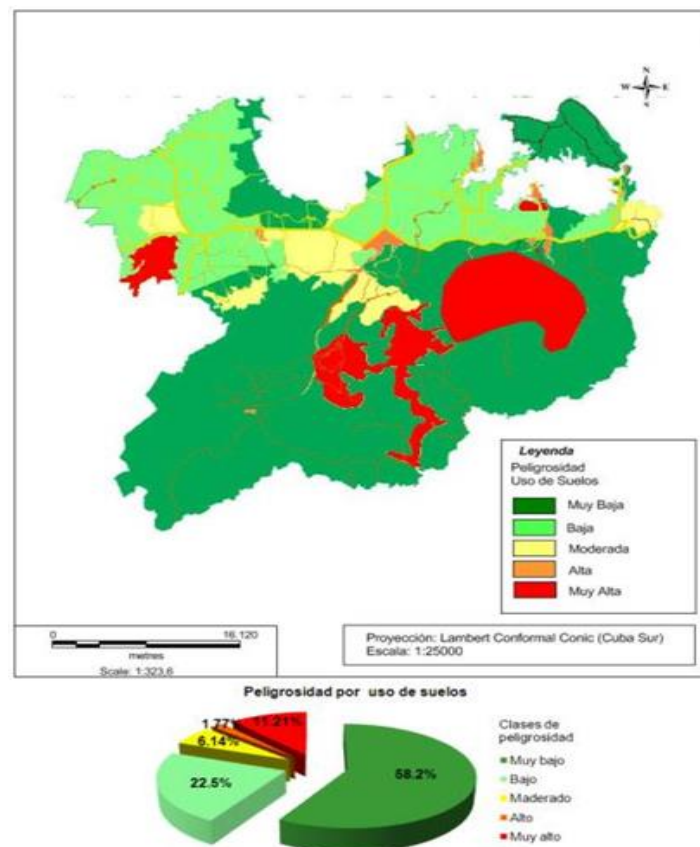 N
W E
S
Leyenda
Peligrosidad
Uso de Suelos
Muy Baja
Baja
Moderada
Alta
Muy Alta
0 16.120
metres
Scale: 1:323,6
Proyección: Lambert Conformal Conic (Cuba Sur)
Escala: 1:25000
Peligrosidad por uso de suelos
1.77%
11.21%
6.14%
22.5%
58.2%
Clases de
peligrosidad
Muy bajo
Bajo
Maderado
Alto
Muy alto